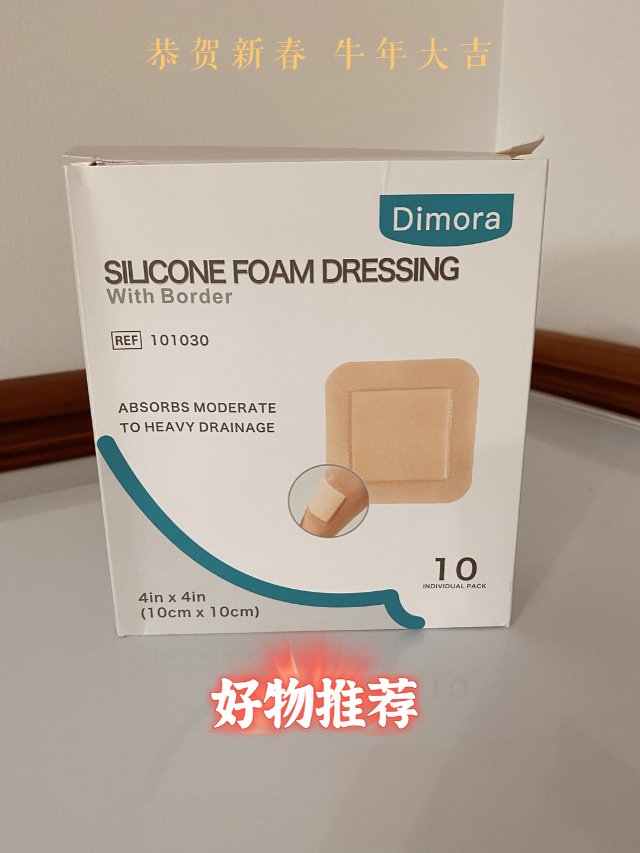 恭贺新春 牛年大吉
Dimora
SILICONE FOAM DRESSING
With Border
REF 101030
ABSORBS MODERATE
TO HEAVY DRAINAGE
10
INDIVIDUAL PACK
4in x 4in
(10cm x 10cm)
好物推荐